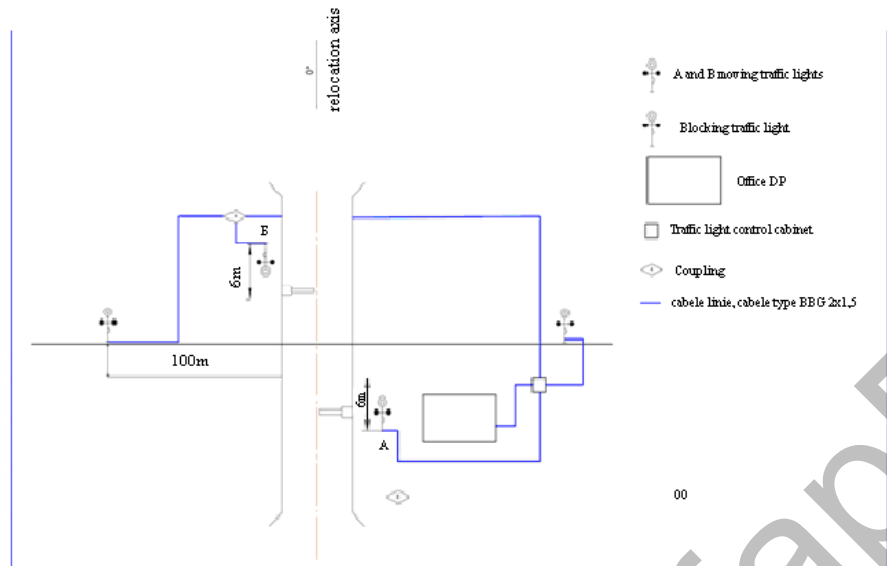 0°
relocation axis
A and B moving traffic lights
Blocking traffic light
Office DP
Traffic light control cabinet
Coupling
cabele linie, cabele type BBG 2x1,5
Б
6m
100m
6m
A
00